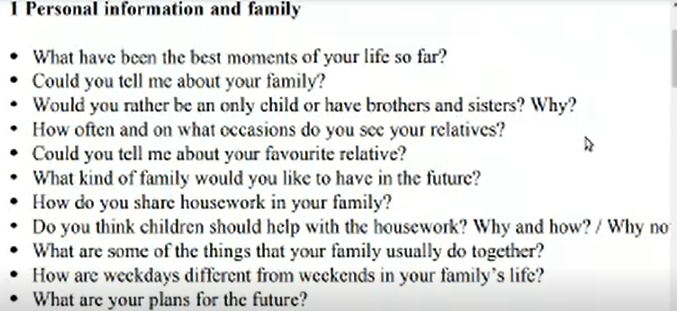 1 Personal information and family
• What have been the best moments of your life so far?
• Could you tell me about your family?
• Would you rather be an only child or have brothers and sisters? Why?
• How often and on what occasions do you see your relatives?
• Could you tell me about your favourite relative?
• What kind of family would you like to have in the future?
• How do you share housework in your family?
• Do you think children should help with the housework? Why and how? / Why no
• What are some of the things that your family usually do together?
• How are weekdays different from weekends in your family's life?
• What are your plans for the future?